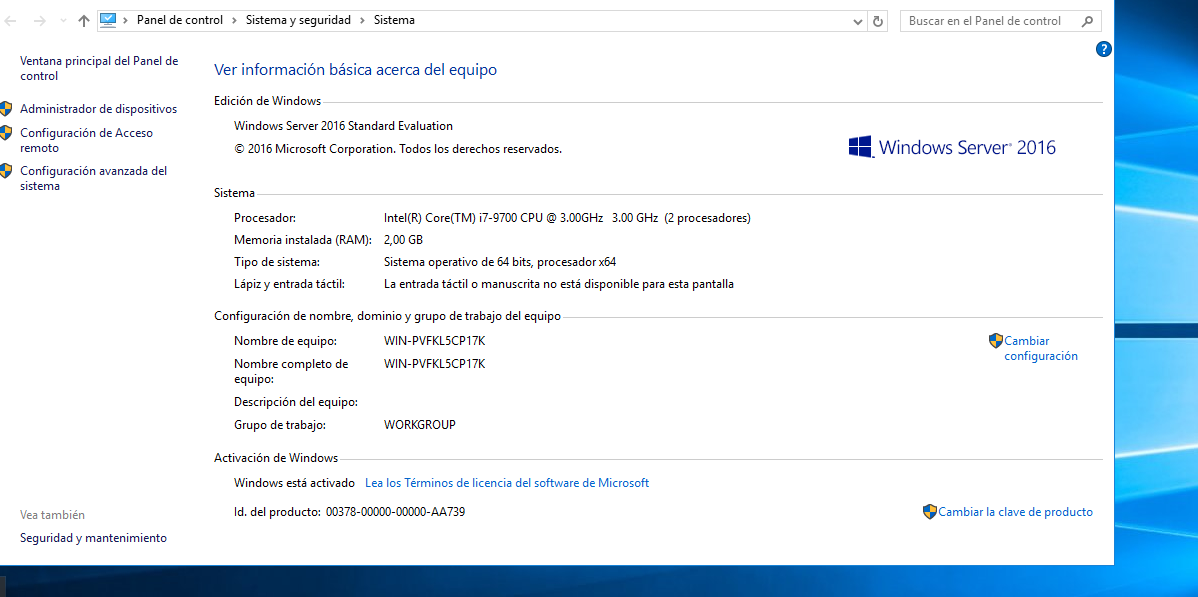 Panel de control > Sistema y seguridad > Sistema
Buscar en el Panel de control
Ventana principal del Panel de
control
Administrador de dispositivos
Configuración de Acceso
remoto
Configuración avanzada del
sistema
Vea también
Seguridad y mantenimiento
?
Ver información básica acerca del equipo
Edición de Windows
Windows Server 2016 Standard Evaluation
© 2016 Microsoft Corporation. Todos los derechos reservados.
Windows Server® 2016
Sistema
Procesador: Intel(R) Core(TM) i7-9700 CPU @ 3.00GHz 3.00 GHz (2 procesadores)
Memoria instalada (RAM): 2,00 GB
Tipo de sistema: Sistema operativo de 64 bits, procesador x64
Lápiz y entrada táctil: La entrada táctil o manuscrita no está disponible para esta pantalla
Configuración de nombre, dominio y grupo de trabajo del equipo
Nombre de equipo: WIN-PVFKL5CP17K
Cambiar
configuración
Nombre completo de
equipo: WIN-PVFKL5CP17K
Descripción del equipo:
Grupo de trabajo: WORKGROUP
Activación de Windows
Windows está activado Lea los Términos de licencia del software de Microsoft
Id. del producto: 00378-00000-00000-AA739
Cambiar la clave de producto